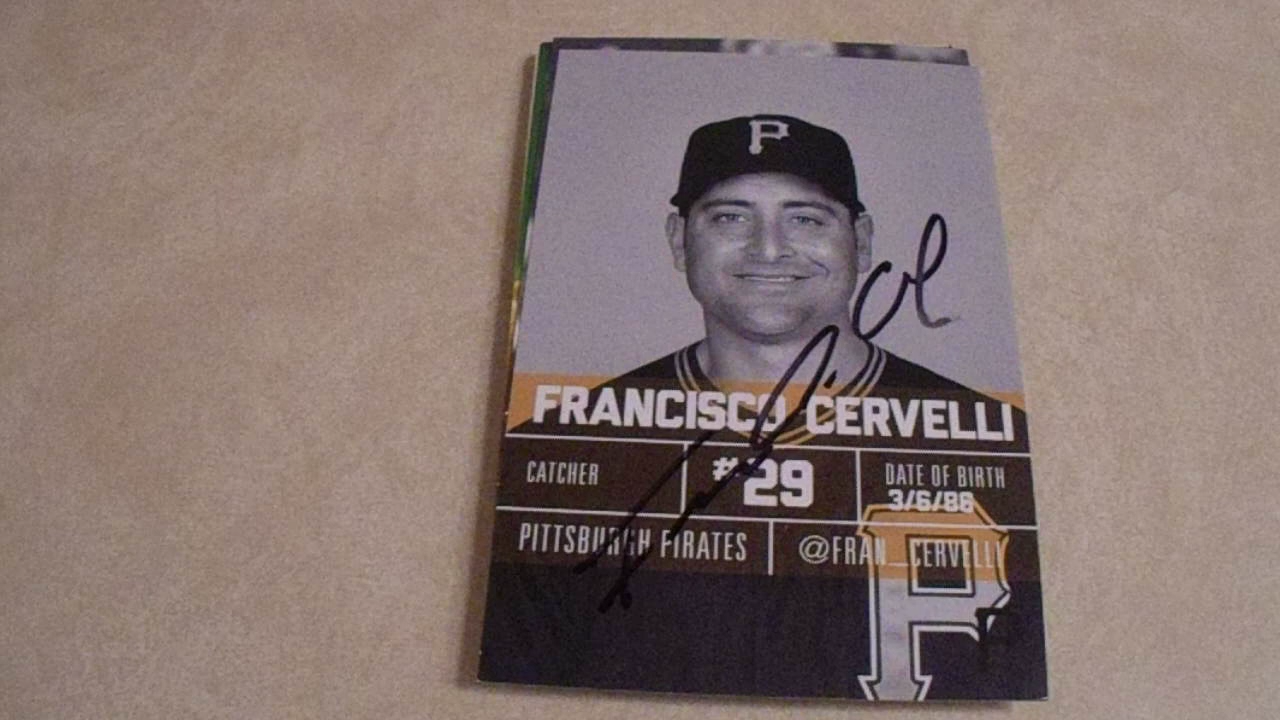 P
FRANCISCO CERVELLI
CATCHER
#29
DATE OF BIRTH
3/6/86
PITTSBURGH PIRATES
@FRAN_CERVELLI
P